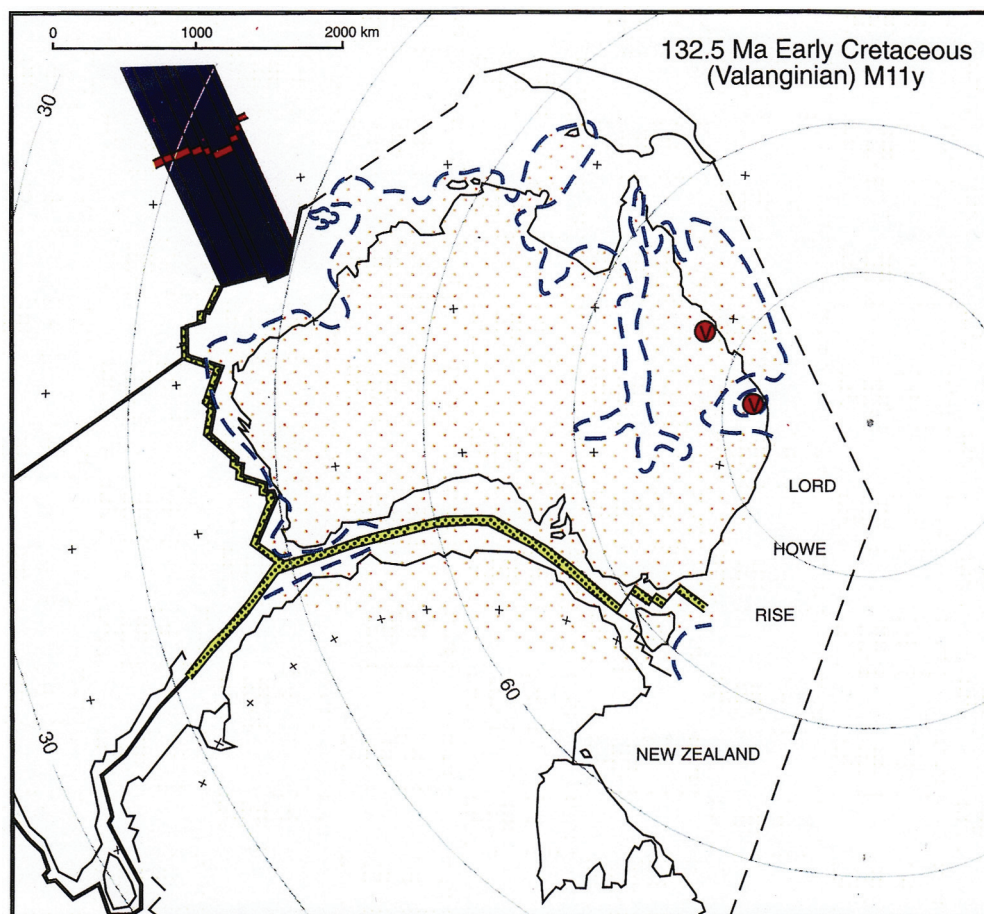 0 1000 2000 km
132.5 Ma Early Cretaceous
(Valanginian) M11y
30
V
V
LORD
HOWE
RISE
60
30
NEW ZEALAND